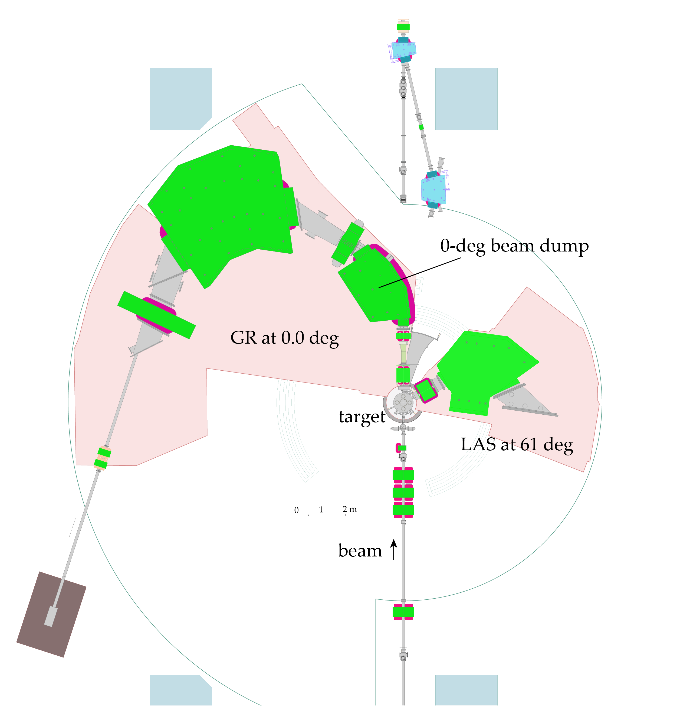 0-deg beam dump
GR at 0.0 deg
target
LAS at 61 deg
0 1 2 m
beam